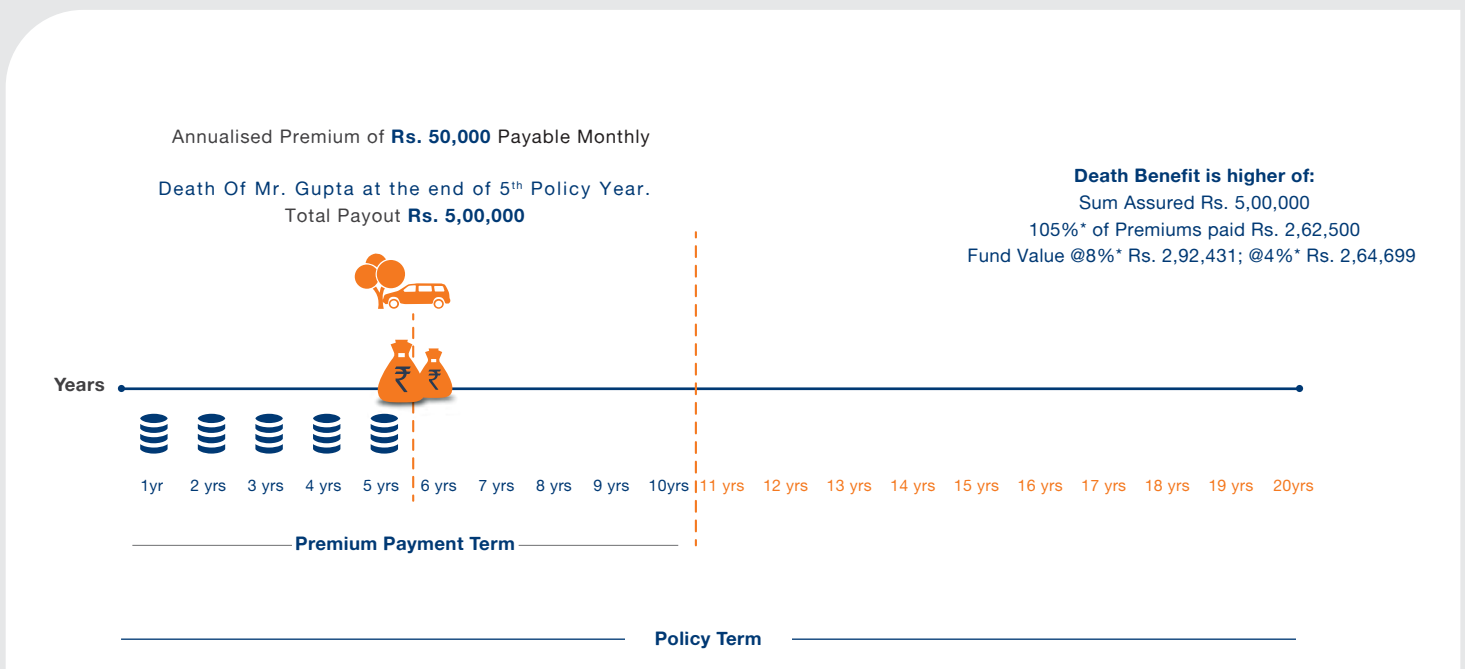 Annualised Premium of Rs. 50,000 Payable Monthly
Death Of Mr. Gupta at the end of 5th Policy Year.
Total Payout Rs. 5,00,000
Death Benefit is higher of:
Sum Assured Rs. 5,00,000
105%* of Premiums paid Rs. 2,62,500
Fund Value @8%* Rs. 2,92,431; @4%* Rs. 2,64,699
₹ ₹
Years
1yr 2 yrs 3 yrs 4 yrs 5 yrs 6 yrs 7 yrs 8 yrs 9 yrs 10yrs 11 yrs 12 yrs 13 yrs 14 yrs 15 yrs 16 yrs 17 yrs 18 yrs 19 yrs 20yrs
Premium Payment Term
Policy Term